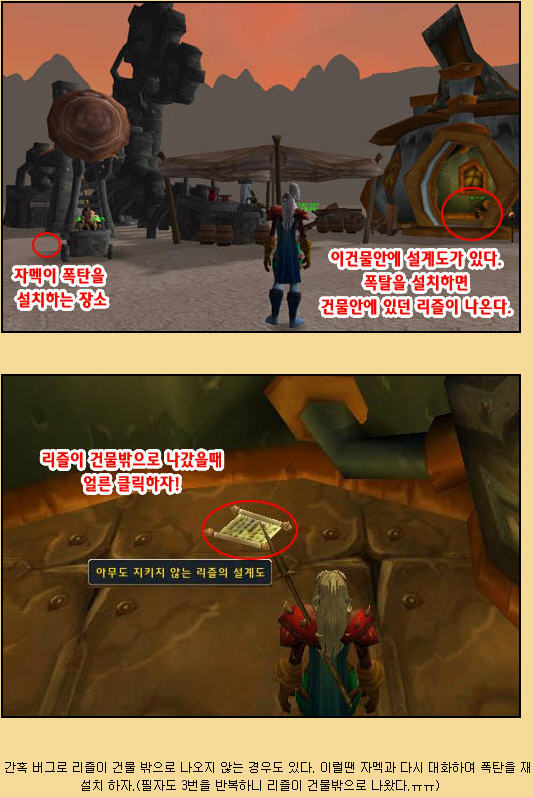 자멕이 폭탄을
설치하는 장소
이건물안에 설계도가 있다.
폭탈을 설치하면
건물안에 있던 리즐이 나온다.
리즐이 건물밖으로 나갔을때
얼른 클릭하자!
아무도 지키지 않는 리즐의 설계도
간혹 버그로 리즐이 건물 밖으로 나오지 않는 경우도 있다. 이럴땐 자멕과 다시 대화하여 폭탄을 재
설치 하자.(필자도 3번을 반복하니 리즐이 건물밖으로 나왔다.ㅠㅠ)